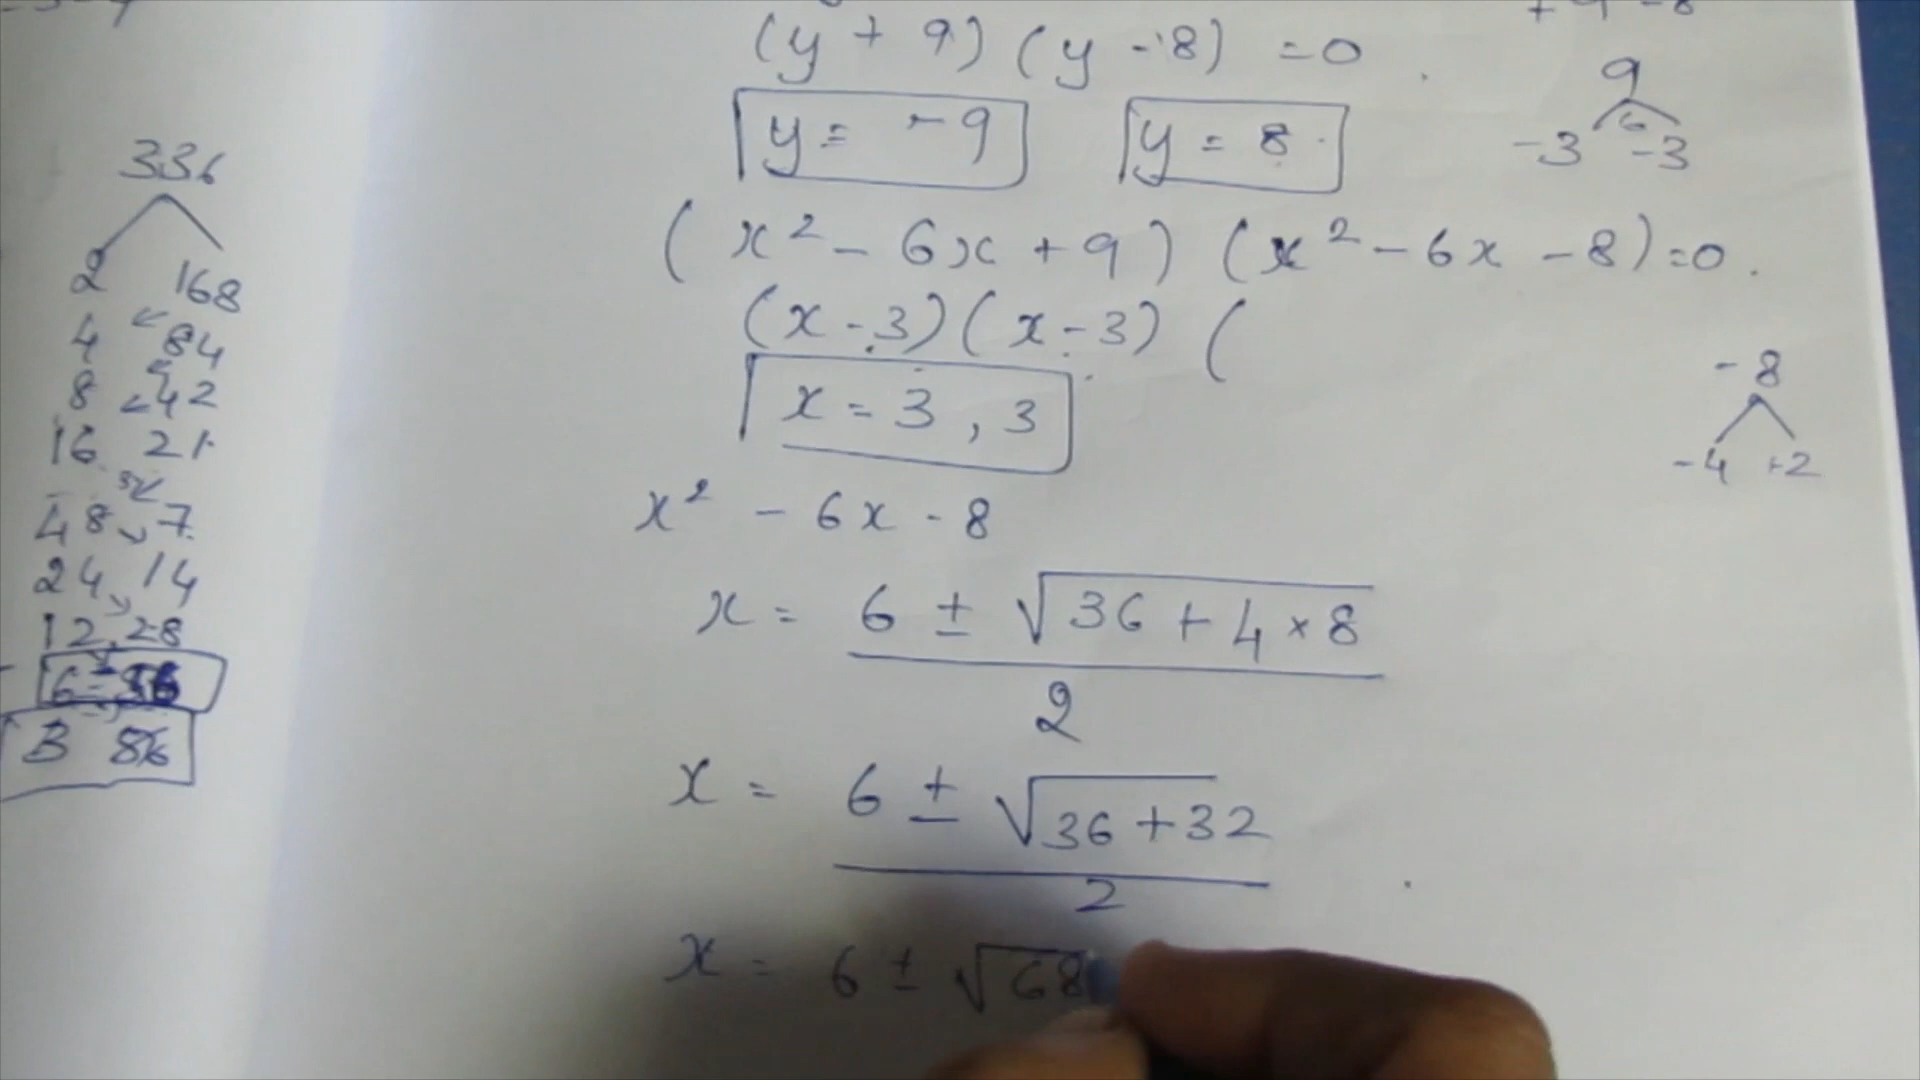 (y + 9) (y - 8) = 0
y = -9 y = 8
(x² - 6x + 9) (x² - 6x - 8) = 0.
(x - 3) (x - 3) (
x = 3, 3
x² - 6x - 8
x = 6 ± √36 + 4 × 8
2
x = 6 ± √36 + 32
2
x = 6 ± √68
336
2 168
4 84
8 42
16 21
48 7
24 14
12 28
9
-3 -3
-8
-4 +2